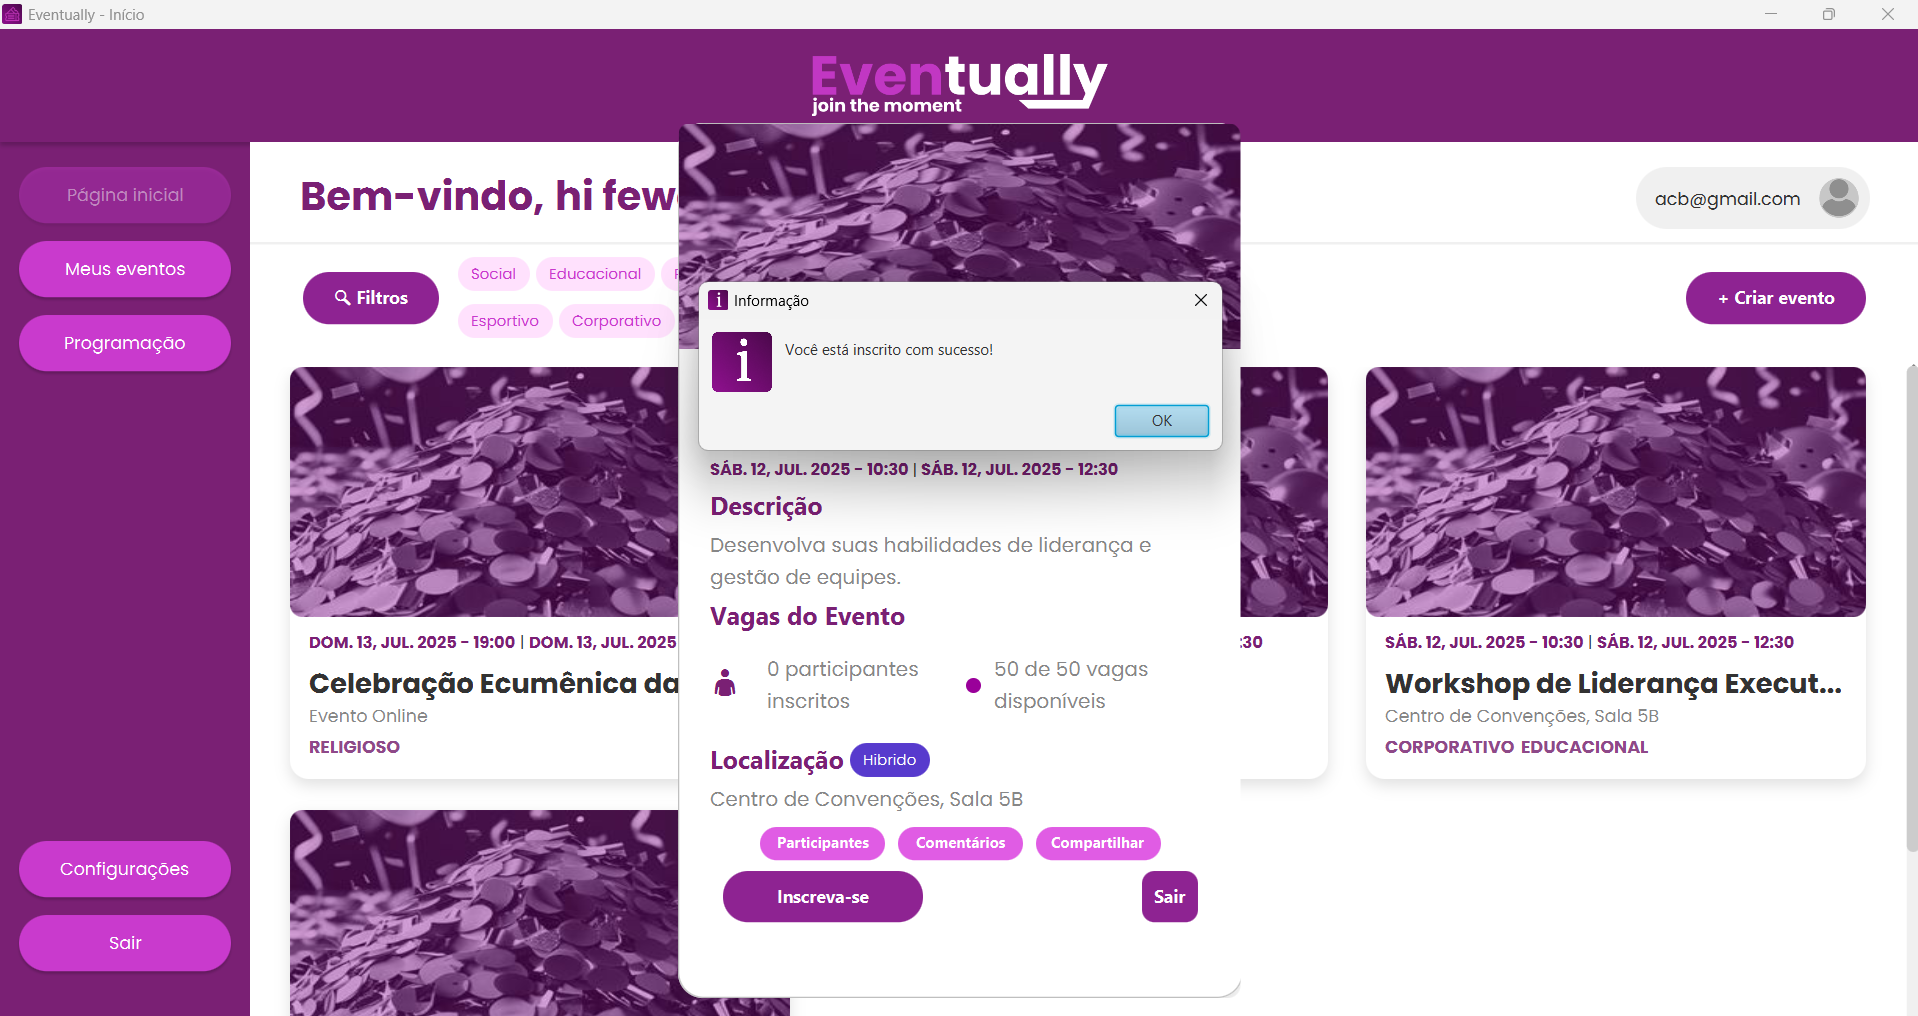 Eventually - Início
Eventually
join the moment
Página inicial
Meus eventos
Programação
Configurações
Sair
Bem-vindo, hi few
acb@gmail.com
Filtros
Social
Educacional
Esportivo
Corporativo
+ Criar evento
Informação
Você está inscrito com sucesso!
OK
SÁB. 12, JUL. 2025 - 10:30 | SÁB. 12, JUL. 2025 - 12:30
Descrição
Desenvolva suas habilidades de liderança e
gestão de equipes.
Vagas do Evento
0 participantes
inscritos
50 de 50 vagas
disponíveis
Localização
Hibrido
Centro de Convenções, Sala 5B
Participantes
Comentários
Compartilhar
Inscreva-se
Sair
DOM. 13, JUL. 2025 - 19:00 | DOM. 13, JUL. 2025
Celebração Ecumênica da
Evento Online
RELIGIOSO
:30
SÁB. 12, JUL. 2025 - 10:30 | SÁB. 12, JUL. 2025 - 12:30
Workshop de Liderança Execut...
Centro de Convenções, Sala 5B
CORPORATIVO EDUCACIONAL